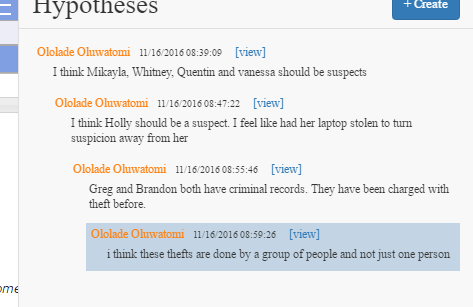 Hypotheses
+ Create
Ololade Oluwatomi 11/16/2016 08:39:09 [view]
I think Mikayla, Whitney, Quentin and vanessa should be suspects
Ololade Oluwatomi 11/16/2016 08:47:22 [view]
I think Holly should be a suspect. I feel like had her laptop stolen to turn
suspicion away from her
Ololade Oluwatomi 11/16/2016 08:55:46 [view]
Greg and Brandon both have criminal records. They have been charged with
theft before.
Ololade Oluwatomi 11/16/2016 08:59:26 [view]
i think these thefts are done by a group of people and not just one person